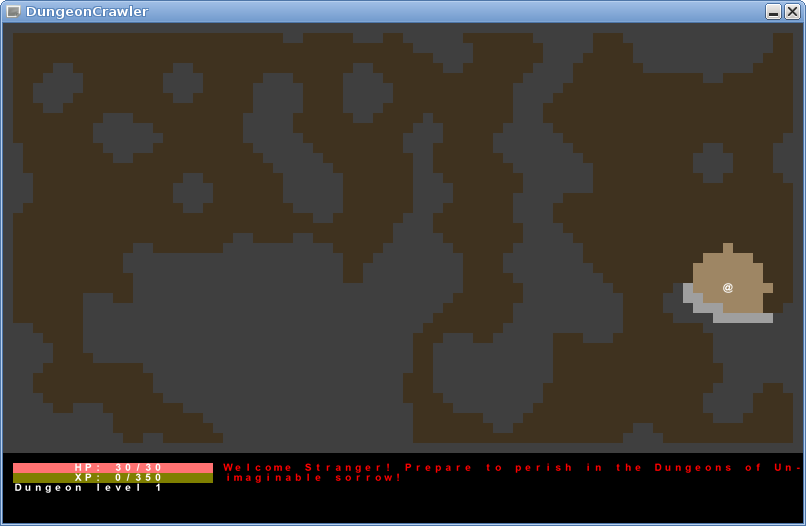 DungeonCrawler
@
HP: 30/30
XP: 0/350
Dungeon level 1
Welcome Stranger! Prepare to perish in the Dungeons of Un-
imaginable sorrow!